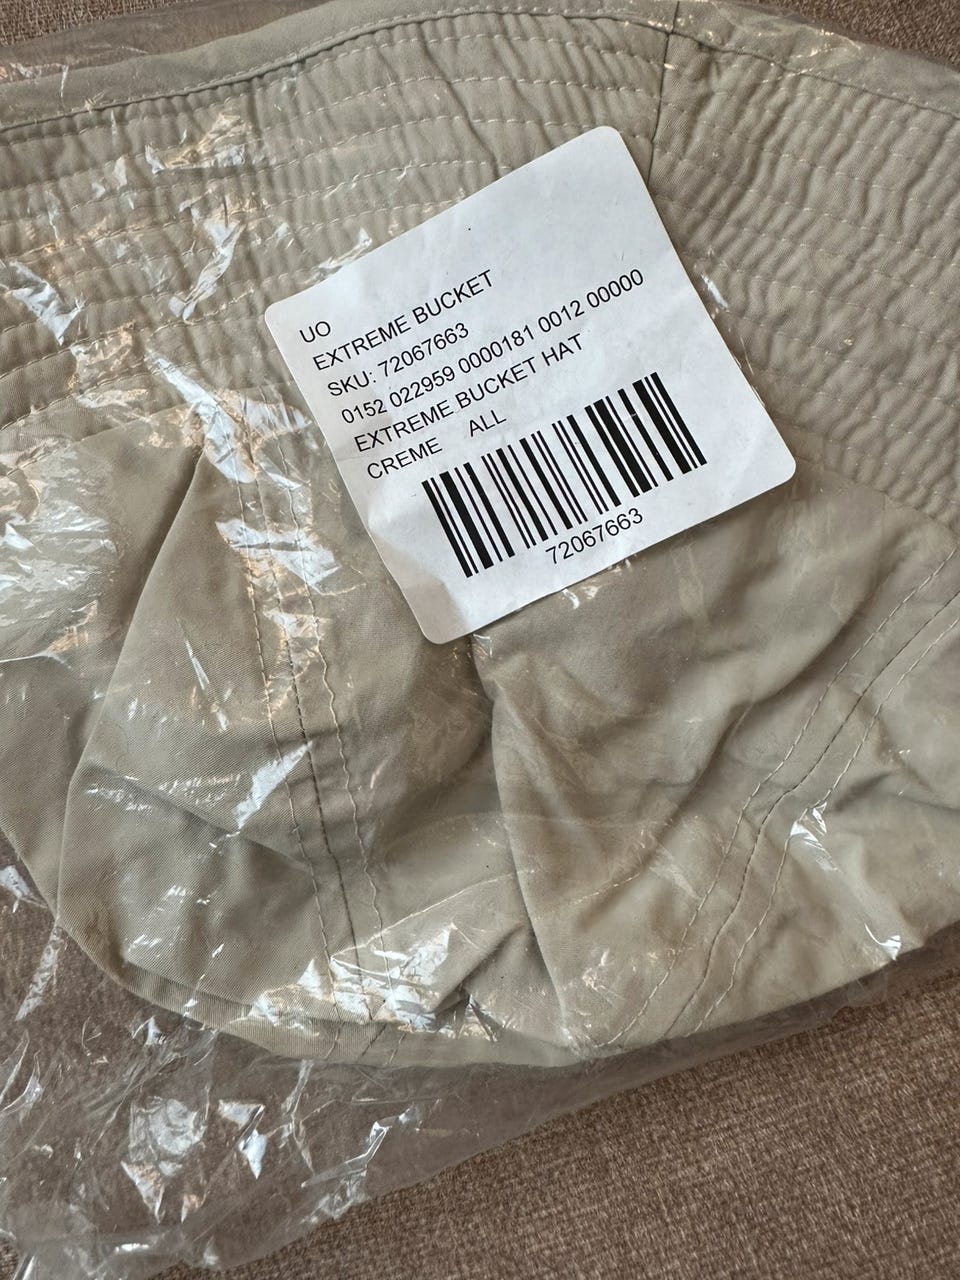 UO
EXTREME BUCKET
SKU: 72067663
0152 022959 0000181 0012 00000
EXTREME BUCKET HAT
CREME ALL
72067663